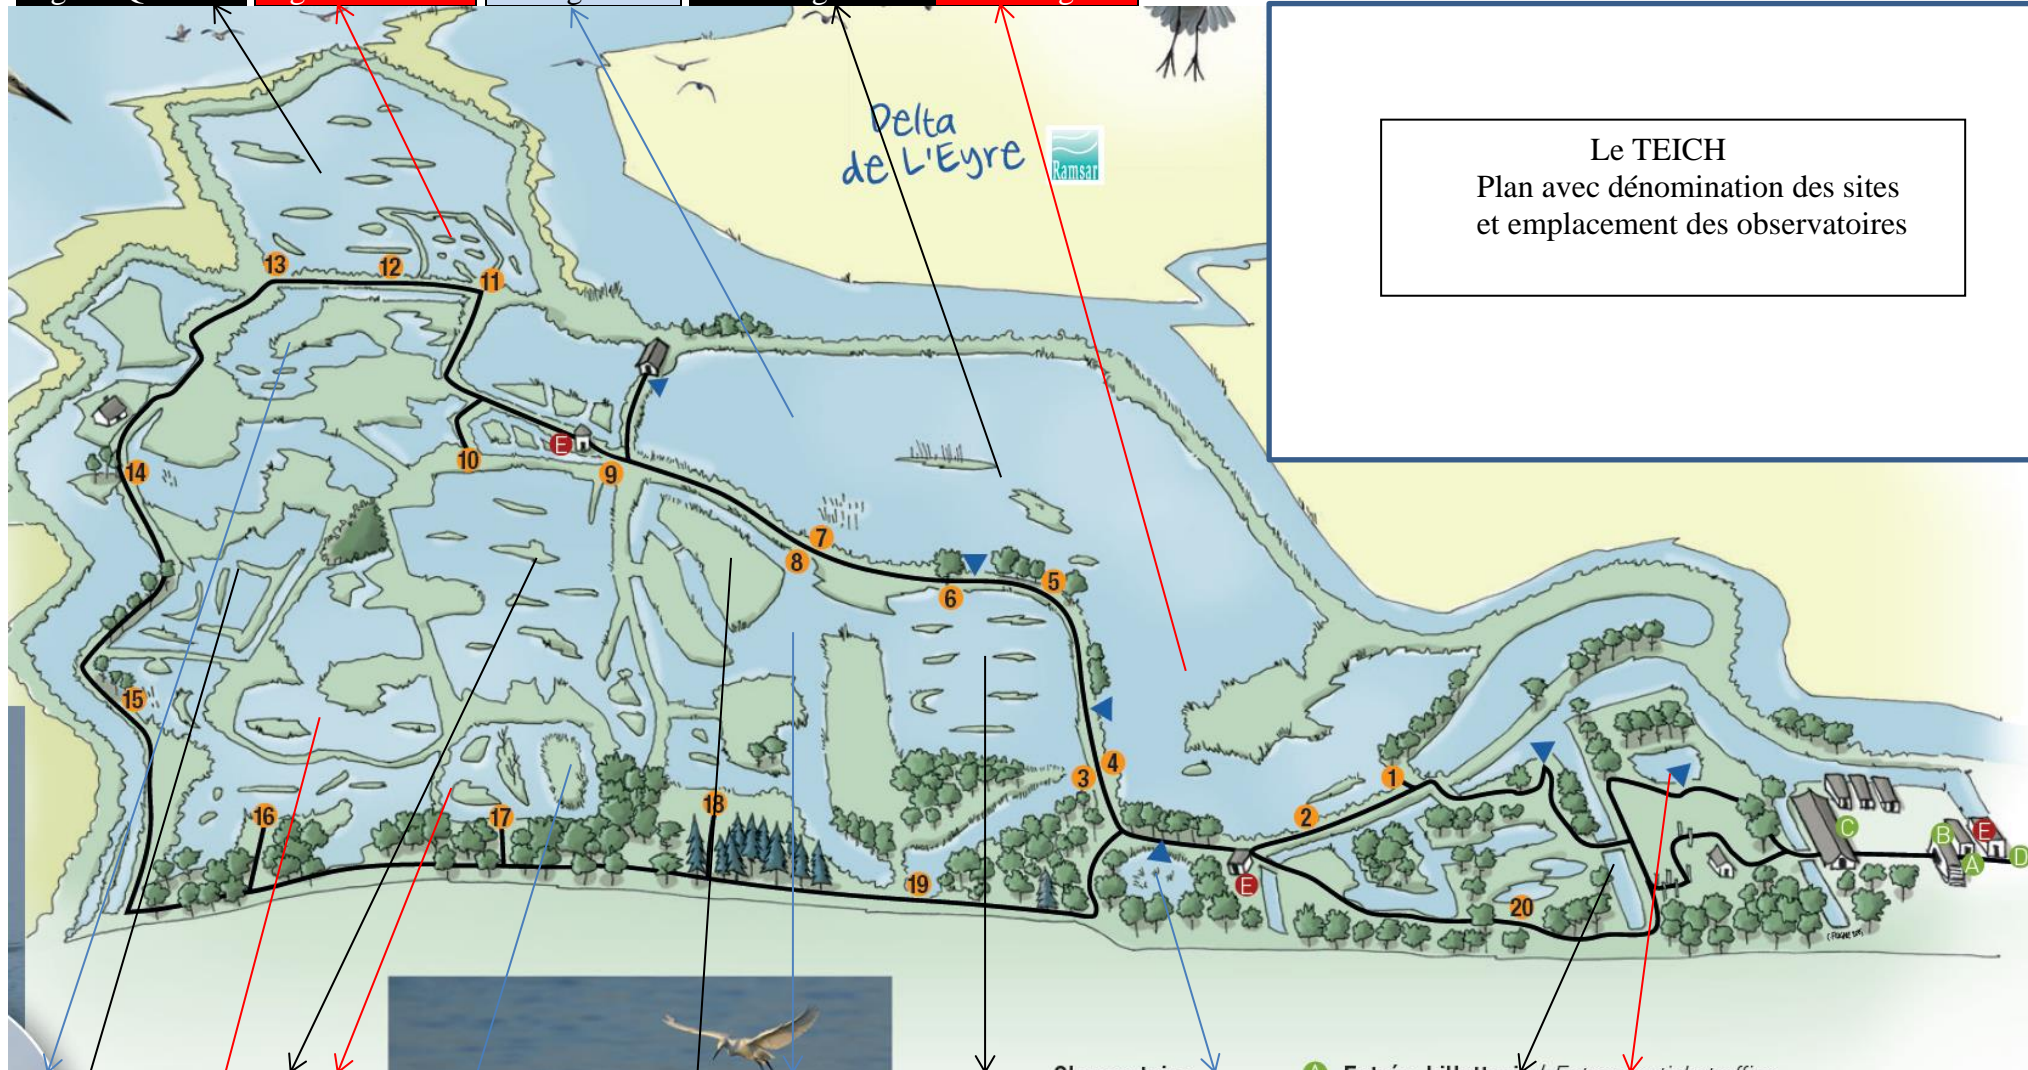 Delta
de L'Eyre
Ramsar
Le TEICH
Plan avec dénomination des sites
et emplacement des observatoires
13
12
11
10
E
9
14
7
8
6
5
15
4
3
1
2
16
17
18
19
E
20
C
B
E
A
D